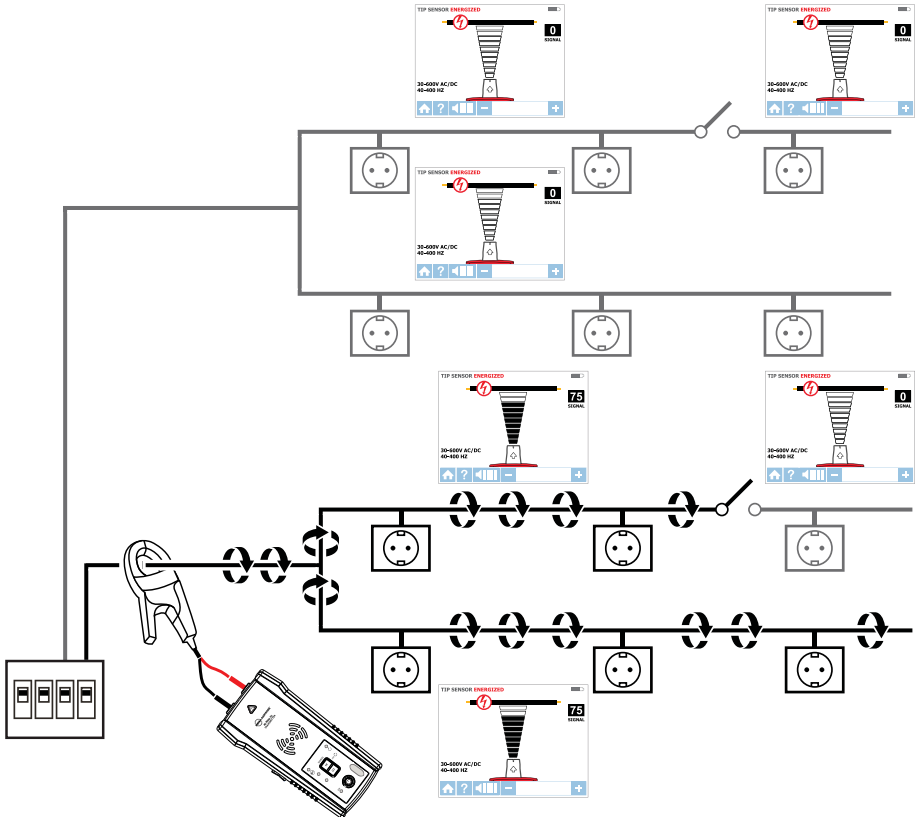 TIP SENSOR ENERGIZED
0
SIGNAL
30-600V AC/DC
40-400 HZ
?
TIP SENSOR ENERGIZED
0
SIGNAL
30-600V AC/DC
40-400 HZ
?
TIP SENSOR ENERGIZED
0
SIGNAL
30-600V AC/DC
40-400 HZ
?
TIP SENSOR ENERGIZED
75
SIGNAL
30-600V AC/DC
40-400 HZ
?
TIP SENSOR ENERGIZED
0
SIGNAL
30-600V AC/DC
40-400 HZ
?
TIP SENSOR ENERGIZED
75
SIGNAL
30-600V AC/DC
40-400 HZ
?